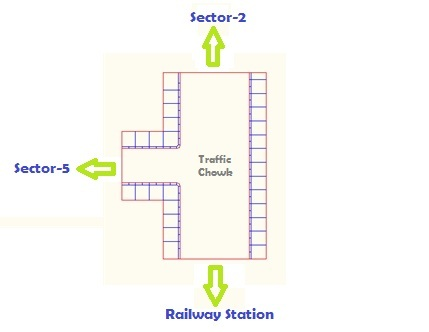 Sector-2
Traffic
Chowk
Sector-5
Railway Station